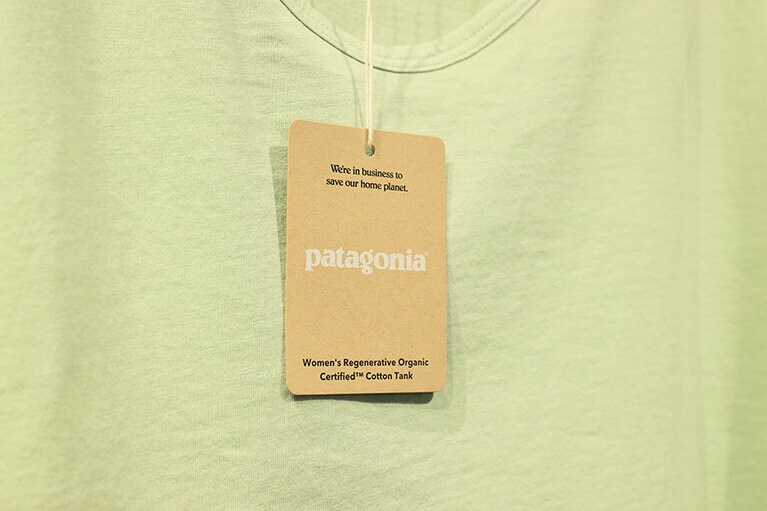 We're in business to
save our home planet.
patagonia®
Women's Regenerative Organic
Certified™ Cotton Tank